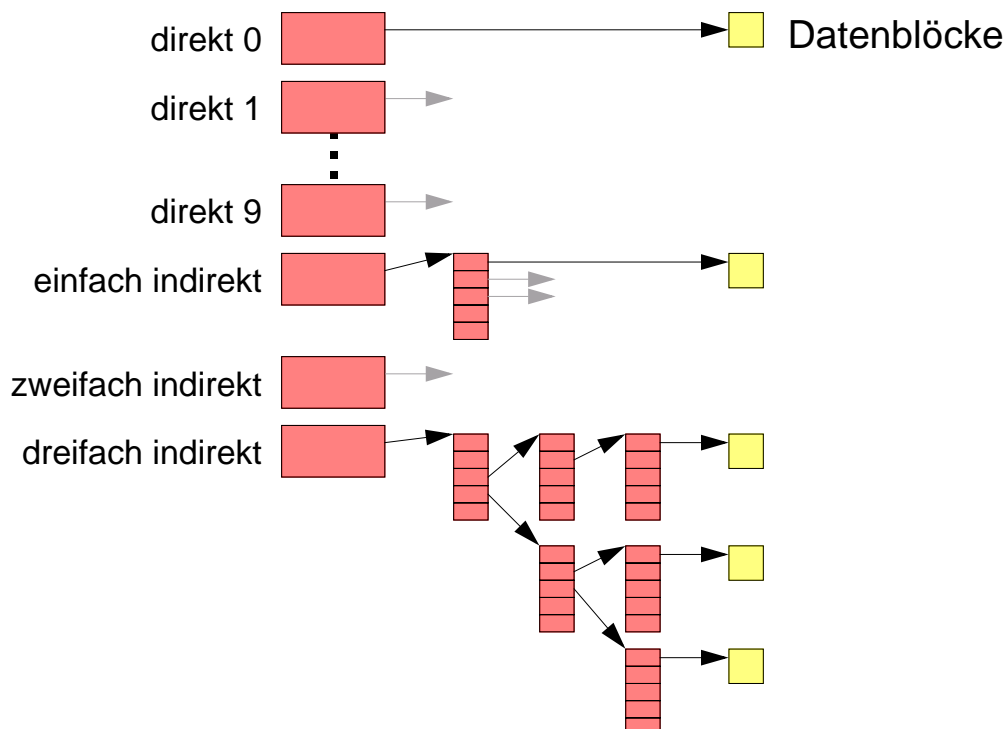 direkt 0
Datenblöcke
direkt 1
direkt 9
einfach indirekt
zweifach indirekt
dreifach indirekt